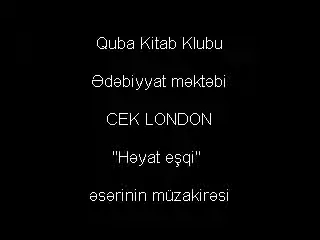 Quba Kitab Klubu
Ədəbiyyat məktəbi
CEK LONDON
"Həyat eşqi"
əsərinin müzakirəsi